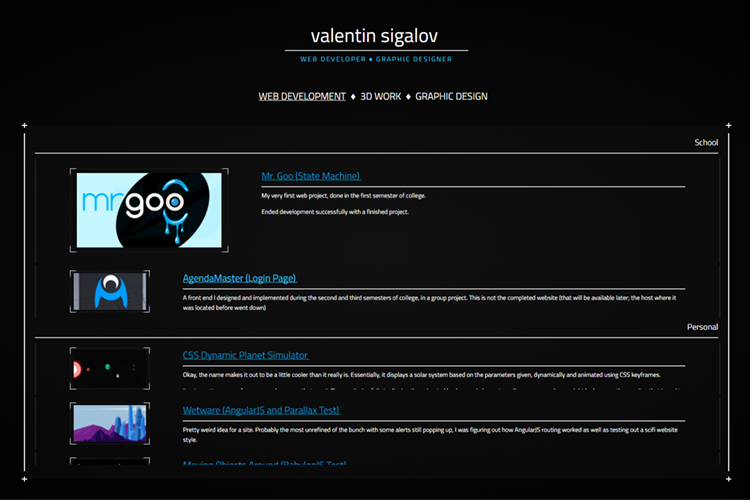 valentin sigalov
WEB DEVELOPER ♦ GRAPHIC DESIGNER
WEB DEVELOPMENT ♦ 3D WORK ♦ GRAPHIC DESIGN
School
mrgoo
Mr. Goo (State Machine)
My very first web project, done in the first semester of college.
Ended development successfully with a finished project.
AgendaMaster (Login Page)
A front end I designed and implemented during the second and third semesters of college, in a group project. This is not the completed website (that will be available later; the host where it
was located before went down)
Personal
CSS Dynamic Planet Simulator
Okay, the name makes it out to be a little cooler than it really is. Essentially, it displays a solar system based on the parameters given, dynamically and animated using CSS keyframes.
Wetware (AngularJS and Parallax Test)
Pretty weird idea for a site. Probably the most unrefined of the bunch with some alerts still popping up, I was figuring out how AngularJS routing worked as well as testing out a scifi website
style.
Moving Objects Around (BabylonJS Test)